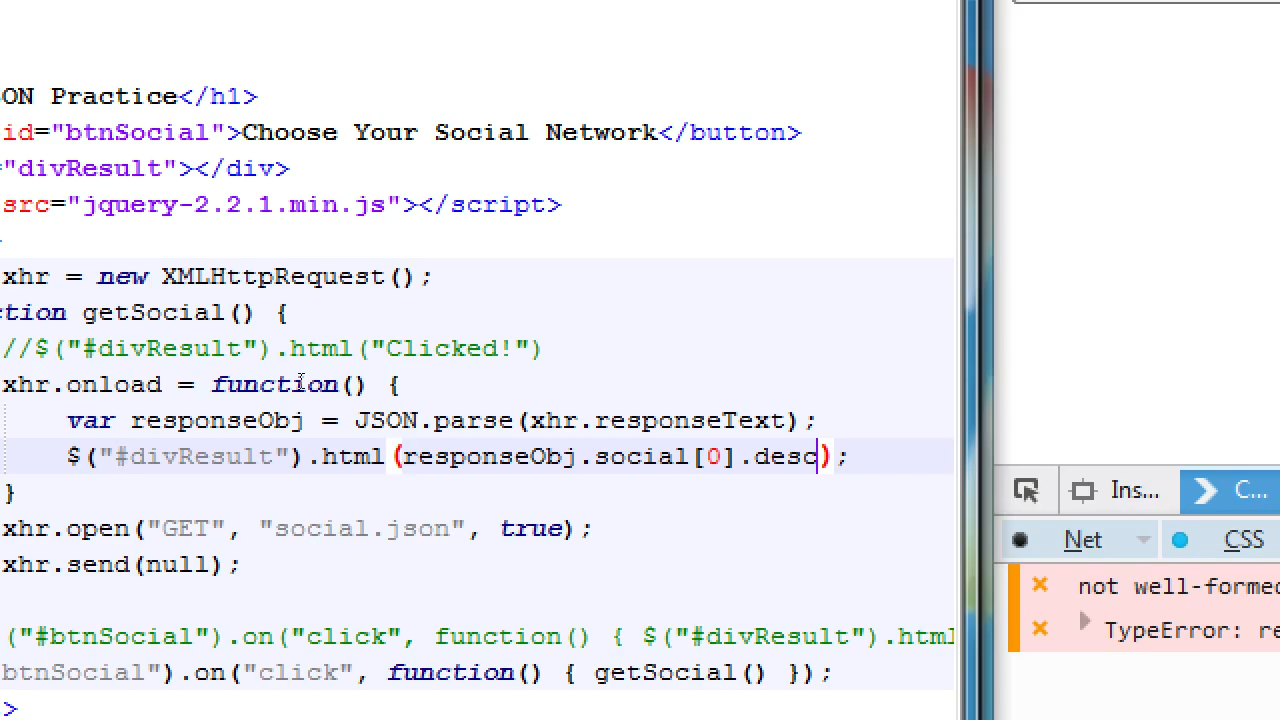 ON Practice</h1>
id="btnSocial">Choose Your Social Network</button>
="divResult"></div>
src="jquery-2.2.1.min.js"></script>
xhr = new XMLHttpRequest();
ction getSocial() {
//$("#divResult").html("Clicked!")
xhr.onload = function() {
var responseObj = JSON.parse(xhr.responseText);
$("#divResult").html(responseObj.social[0].desc);
}
xhr.open("GET", "social.json", true);
xhr.send(null);
("#btnSocial").on("click", function() { $("#divResult").html
btnSocial").on("click", function() { getSocial() });
>
Ins...
C...
Net
CSS
not well-formed
TypeError: re